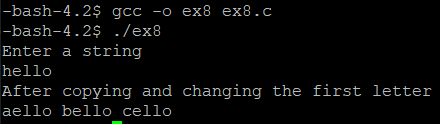 -bash-4.2$ gcc -o ex8 ex8.c
-bash-4.2$ ./ex8
Enter a string
hello
After copying and changing the first letter
aello bello cello